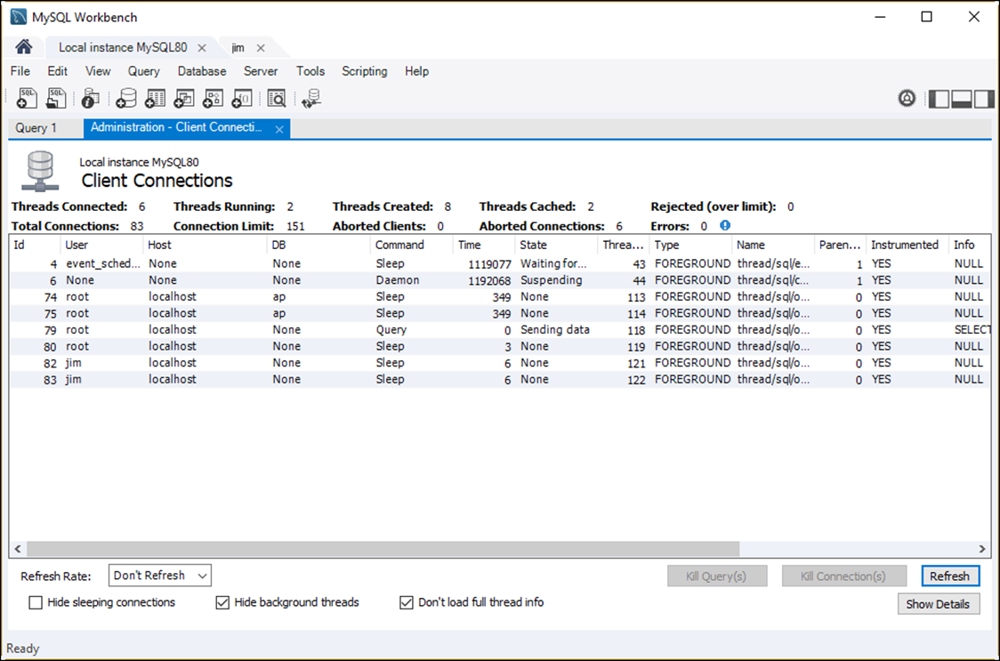 MySQL Workbench
Local instance MySQL80 jim
File Edit View Query Database Server Tools Scripting Help
Query 1 Administration - Client Connecti...
Local instance MySQL80
Client Connections
Threads Connected: 6 Threads Running: 2 Threads Created: 8 Threads Cached: 2 Rejected (over limit): 0
Total Connections: 83 Connection Limit: 151 Aborted Clients: 0 Aborted Connections: 6 Errors: 0
Id User Host DB Command Time State Threa... Type Name Paren... Instrumented Info
4 event_sched... None None Sleep 1119077 Waiting for... 43 FOREGROUND thread/sql/e... 1 YES NULL
6 None None None Daemon 1192068 Suspending 44 FOREGROUND thread/sql/c... 1 YES NULL
74 root localhost ap Sleep 349 None 113 FOREGROUND thread/sql/o... 0 YES NULL
75 root localhost ap Sleep 349 None 114 FOREGROUND thread/sql/o... 0 YES NULL
79 root localhost None Query 0 Sending data 118 FOREGROUND thread/sql/o... 0 YES SELECT
80 root localhost None Sleep 3 None 119 FOREGROUND thread/sql/o... 0 YES NULL
82 jim localhost None Sleep 6 None 121 FOREGROUND thread/sql/o... 0 YES NULL
83 jim localhost None Sleep 6 None 122 FOREGROUND thread/sql/o... 0 YES NULL
Refresh Rate: Don't Refresh Kill Query(s) Kill Connection(s) Refresh
Hide sleeping connections Hide background threads Don't load full thread info Show Details
Ready